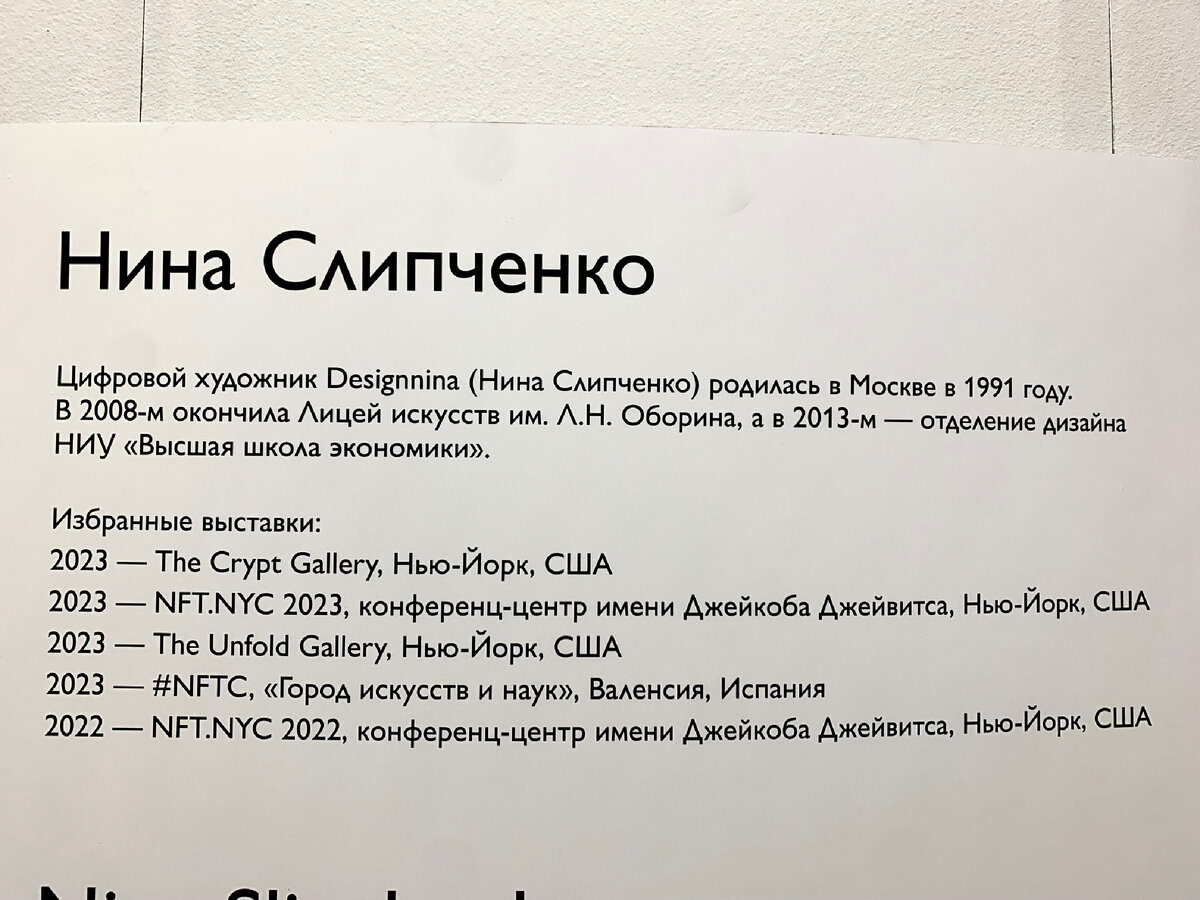 Нина Слипченко
Цифровой художник Designnina (Нина Слипченко) родилась в Москве в 1991 году.
В 2008-м окончила Лицей искусств им. Л.Н. Оборина, а в 2013-м — отделение дизайна
НИУ «Высшая школа экономики».
Избранные выставки:
2023 — The Crypt Gallery, Нью-Йорк, США
2023 — NFT.NYC 2023, конференц-центр имени Джейкоба Джейвитса, Нью-Йорк, США
2023 — The Unfold Gallery, Нью-Йорк, США
2023 — #NFTC, «Город искусств и наук», Валенсия, Испания
2022 — NFT.NYC 2022, конференц-центр имени Джейкоба Джейвитса, Нью-Йорк, США